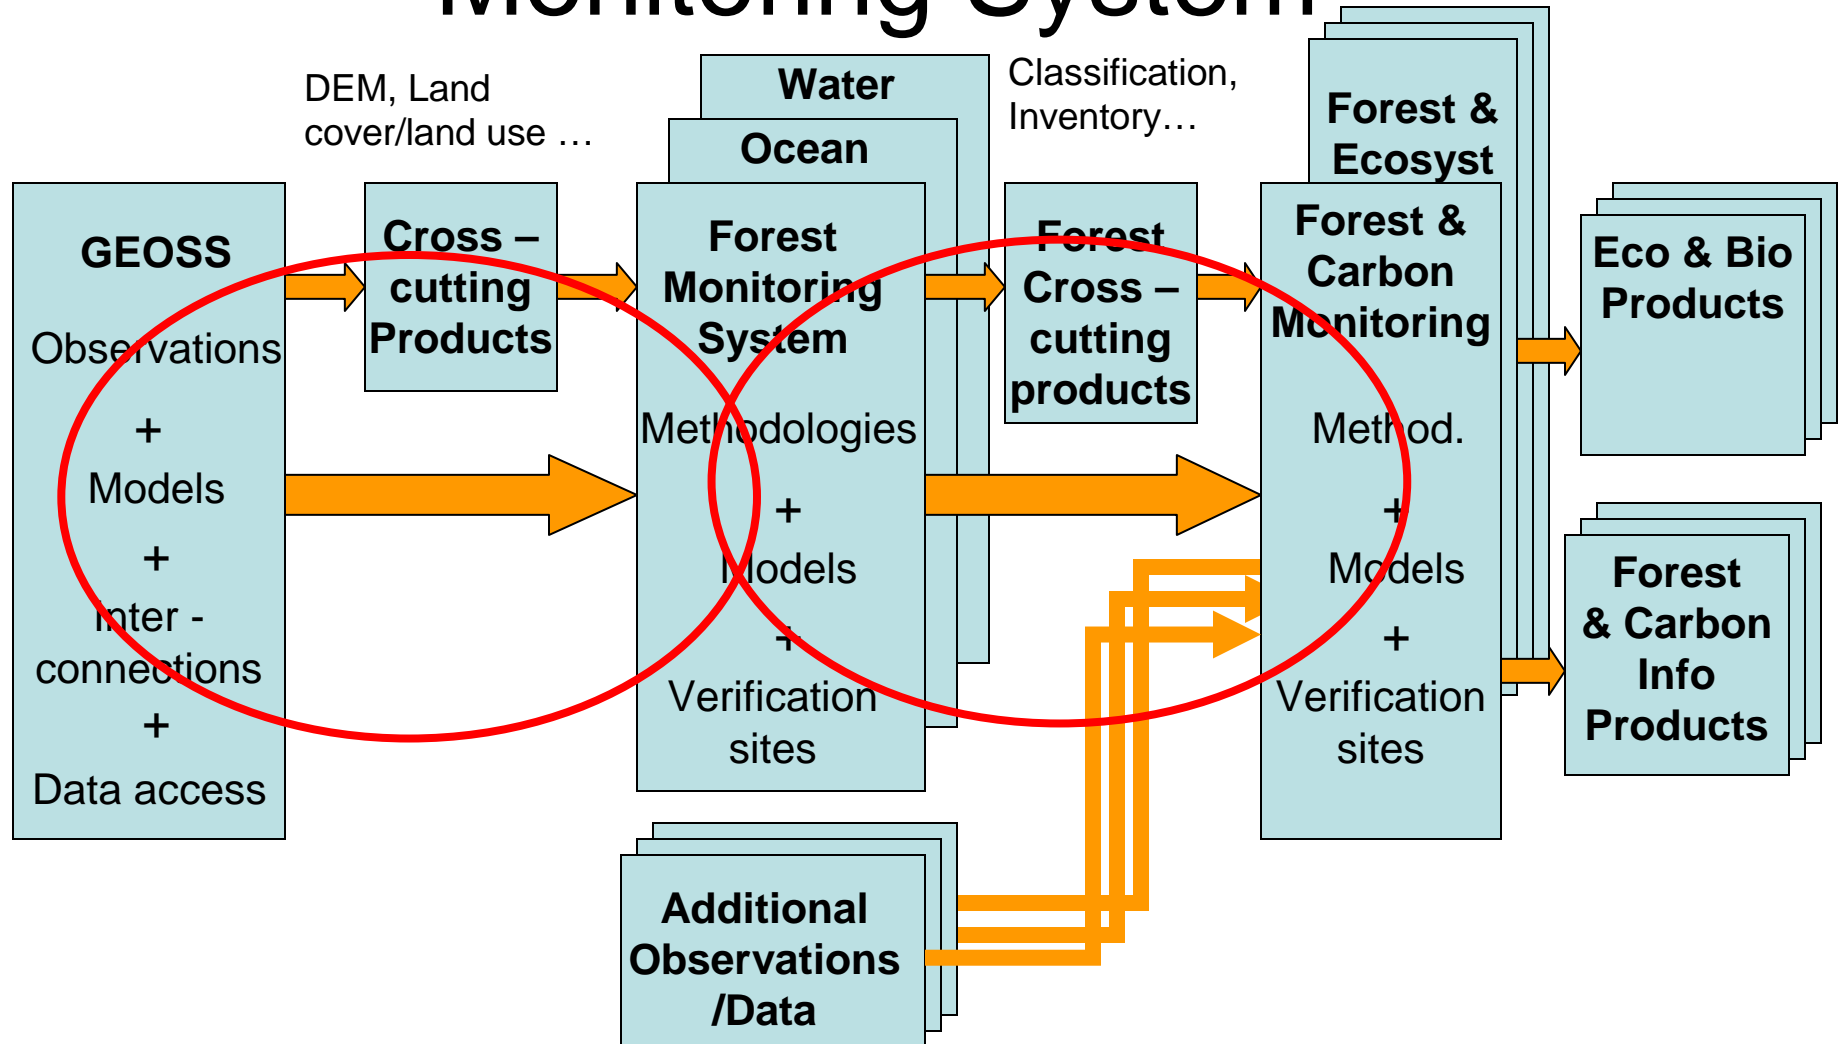 Monitoring System
DEM, Land
cover/land use …
Water
Ocean
Classification,
Inventory…
Forest &
Ecosyst
GEOSS
Observations
+
Models
+
Inter -
connections
+
Data access
Cross –
cutting
Products
Forest
Monitoring
System
Methodologies
+
Models
+
Verification
sites
Forest
Cross –
cutting
products
Forest &
Carbon
Monitoring
Method.
+
Models
+
Verification
sites
Eco & Bio
Products
Forest
& Carbon
Info
Products
Additional
Observations
/Data